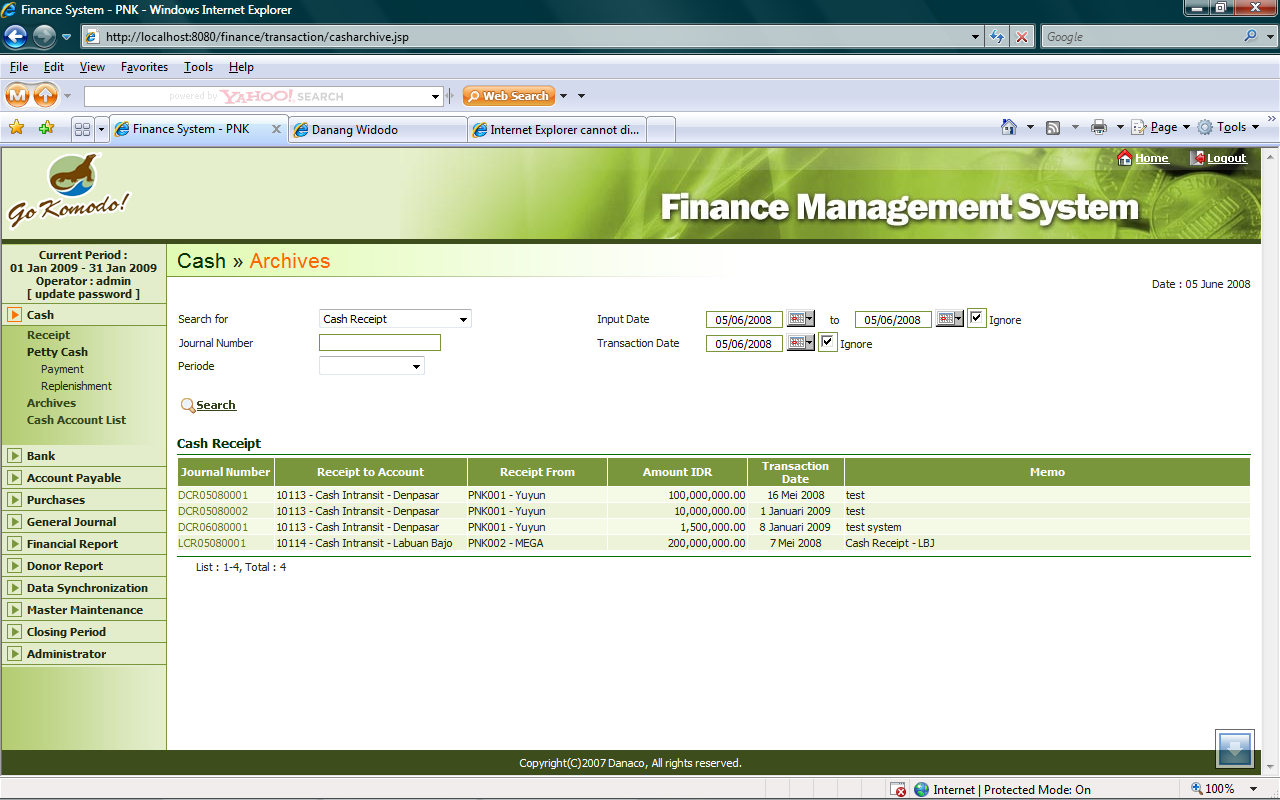 Finance System - PNK - Windows Internet Explorer
http://localhost:8080/finance/transaction/casharchive.jsp
Google
File Edit View Favorites Tools Help
M powered by YAHOO! SEARCH Web Search
Finance System - PNK
Danang Widodo
Internet Explorer cannot di...
Page Tools
Go Komodo!
Home Logout
Finance Management System
Current Period :
01 Jan 2009 - 31 Jan 2009
Operator : admin
[ update password ]
Cash
Receipt
Petty Cash
Payment
Replenishment
Archives
Cash Account List
Bank
Account Payable
Purchases
General Journal
Financial Report
Donor Report
Data Synchronization
Master Maintenance
Closing Period
Administrator
Cash » Archives
Date : 05 June 2008
Search for Cash Receipt Input Date 05/06/2008 to 05/06/2008 Ignore
Journal Number Transaction Date 05/06/2008 Ignore
Periode
Search
Cash Receipt
Journal Number Receipt to Account Receipt From Amount IDR Transaction Date Memo
DCR05080001 10113 - Cash Intransit - Denpasar PNK001 - Yuyun 100,000,000.00 16 Mei 2008 test
DCR05080002 10113 - Cash Intransit - Denpasar PNK001 - Yuyun 10,000,000.00 1 Januari 2009 test
DCR06080001 10113 - Cash Intransit - Denpasar PNK001 - Yuyun 1,500,000.00 8 Januari 2009 test system
LCR05080001 10114 - Cash Intransit - Labuan Bajo PNK002 - MEGA 200,000,000.00 7 Mei 2008 Cash Receipt - LBJ
List : 1-4, Total : 4
Copyright(C)2007 Danaco, All rights reserved.
Internet | Protected Mode: On 100%